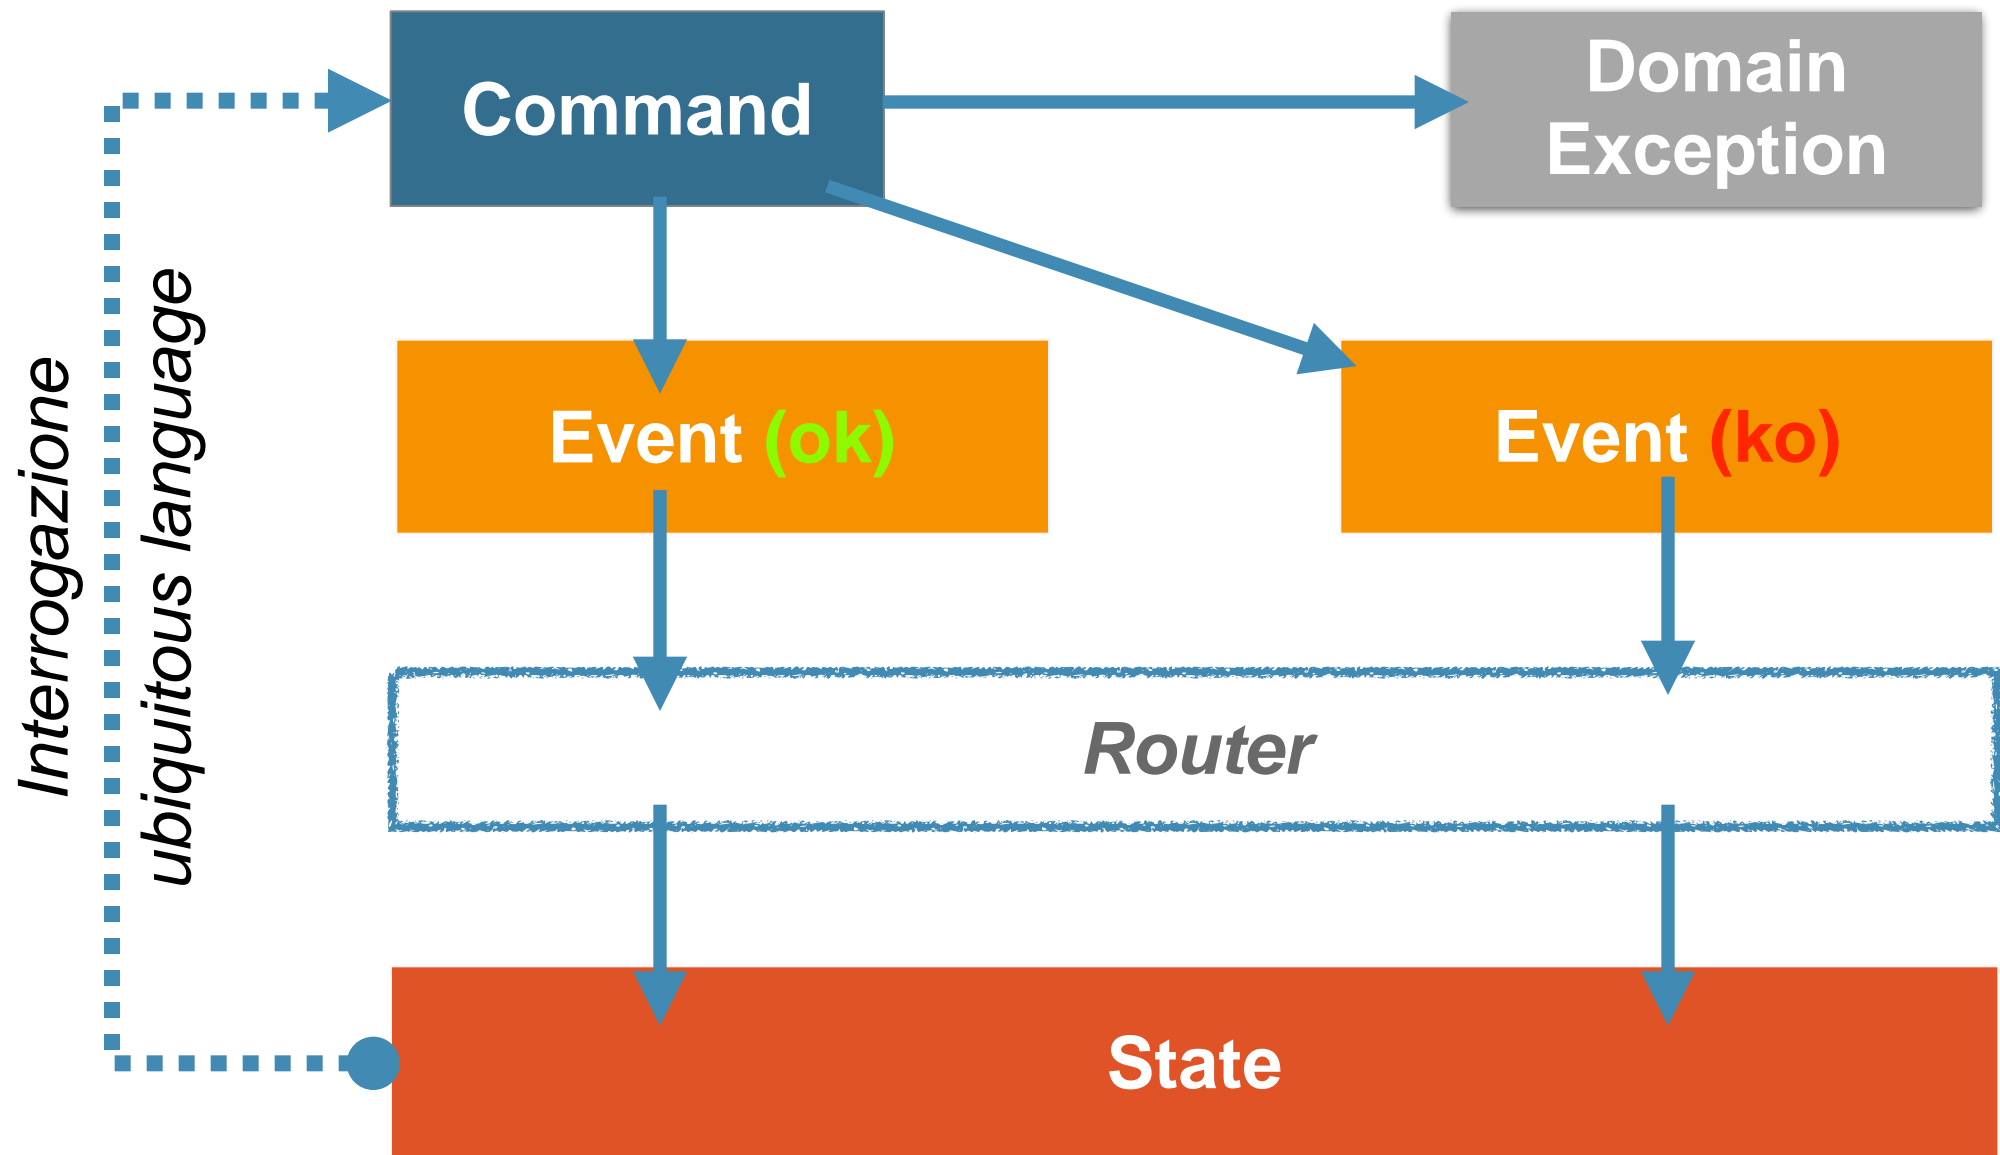 Command
Domain
Exception
Interrogazione
ubiquitous language
Event (ok)
Event (ko)
Router
State